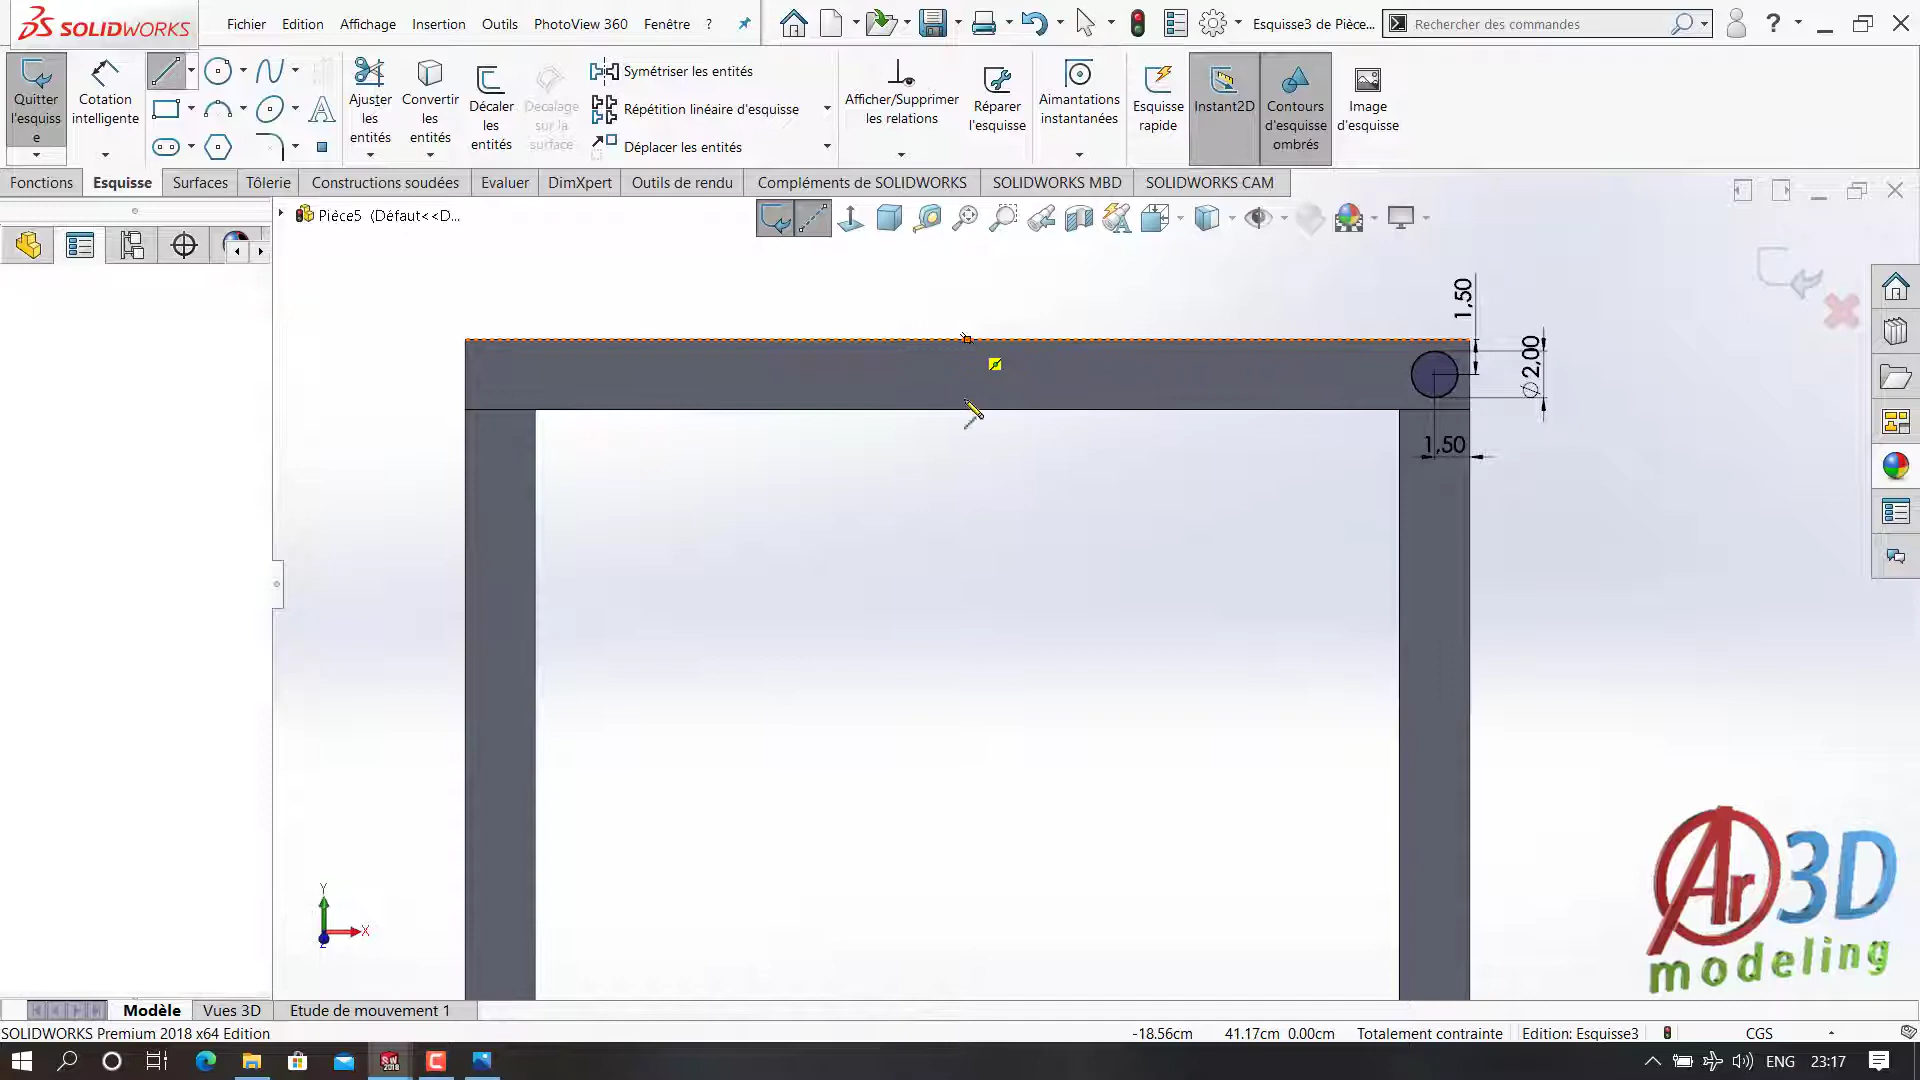 SOLIDWORKS
Fichier Edition Affichage Insertion Outils PhotoView 360 Fenêtre ?
Esquisse3 de Pièce...
Rechercher des commandes
?
Quitter l'esquiss e
Cotation intelligente
Ajuster les entités
Convertir les entités
Décaler les entités
Decalage sur la surface
Symétriser les entités
Répétition linéaire d'esquisse
Déplacer les entités
Afficher/Supprimer les relations
Réparer l'esquisse
Aimantations instantanées
Esquisse rapide
Instant2D
Contours d'esquisse ombrés
Image d'esquisse
Fonctions Esquisse Surfaces Tôlerie Constructions soudées Evaluer DimXpert Outils de rendu Compléments de SOLIDWORKS SOLIDWORKS MBD SOLIDWORKS CAM
Pièce5 (Défaut<<D...
1,50
∅ 2,00
1,50
Y
X
Z
Ar 3D
modeling
Modèle Vues 3D Etude de mouvement 1
SOLIDWORKS Premium 2018 x64 Edition
-18.56cm 41.17cm 0.00cm Totalement contrainte Edition: Esquisse3 CGS
SW 2018
ENG 23:17